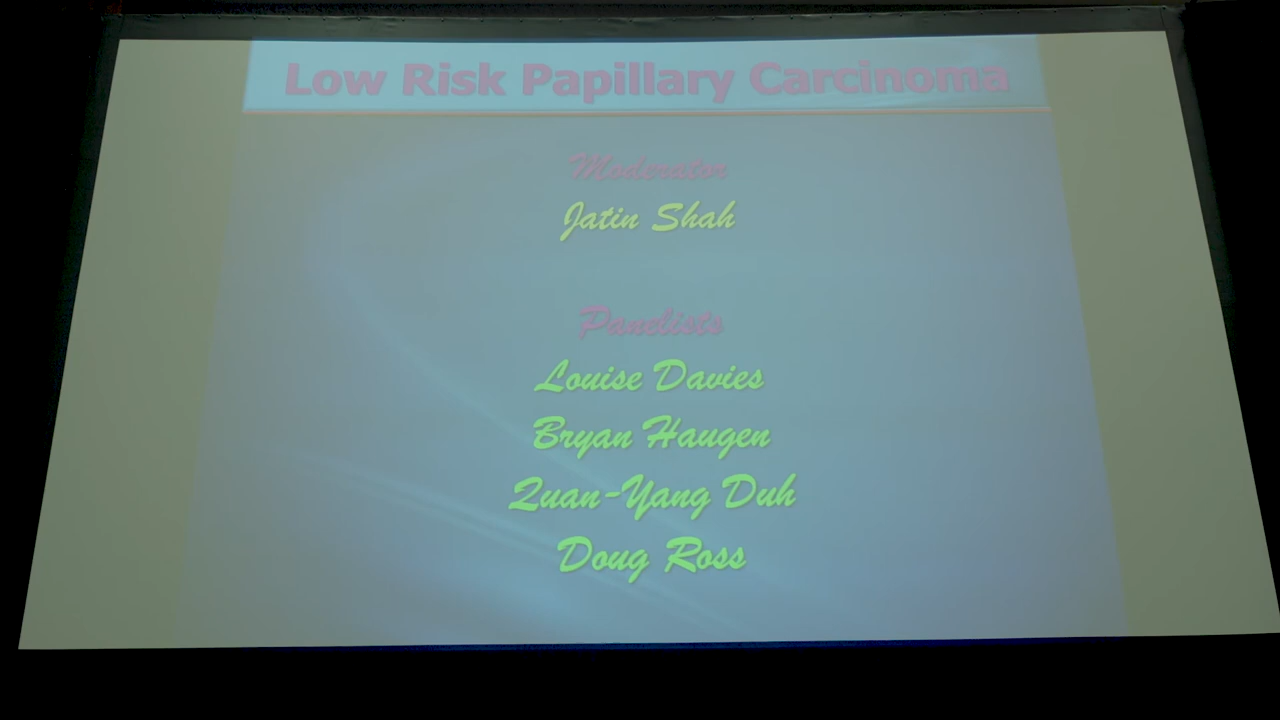 Low Risk Papillary Carcinoma
Moderator
Jatin Shah
Panelists
Louise Davies
Bryan Haugen
Quan-Yang Duh
Doug Ross